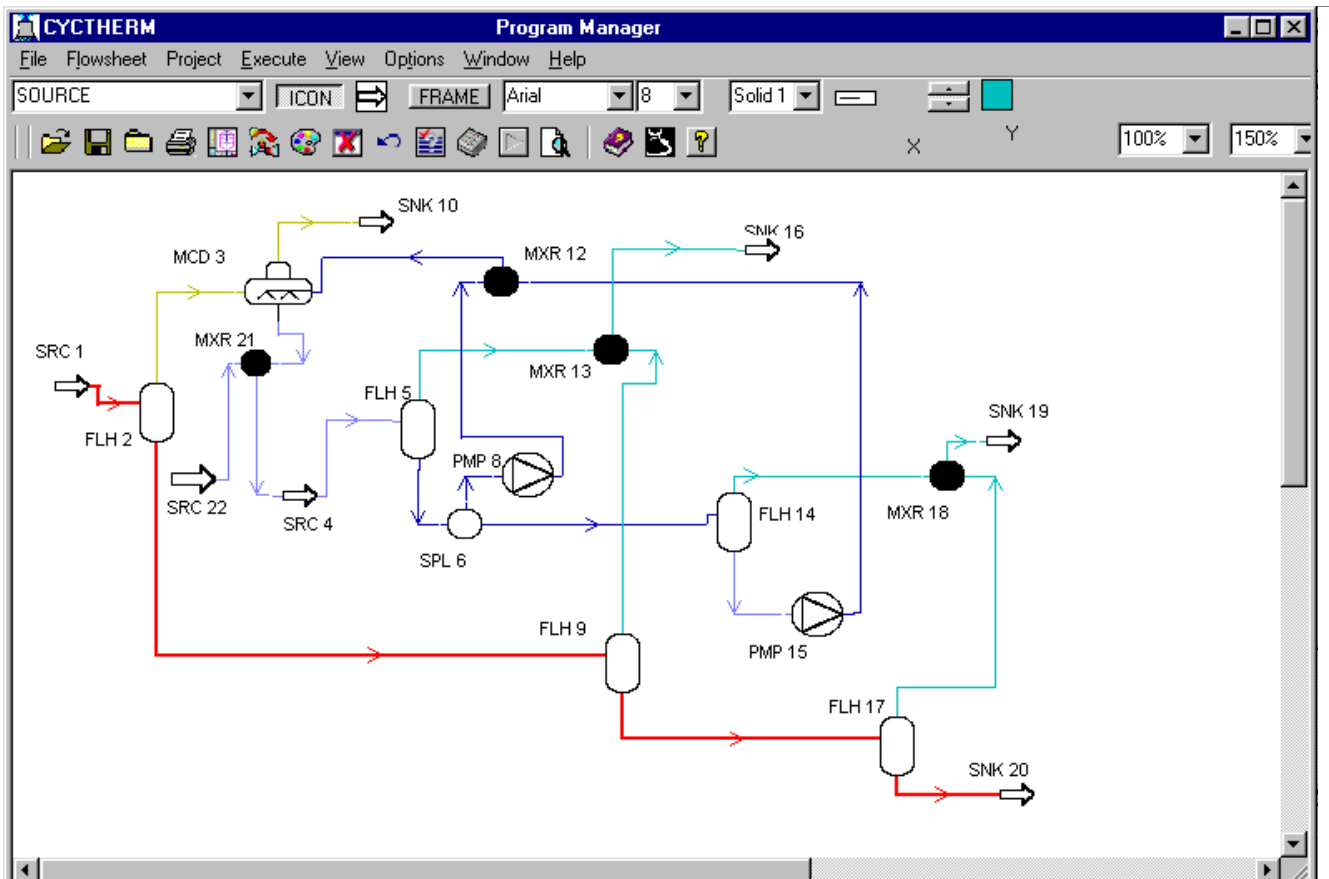 CYCTHERM Program Manager
File Flowsheet Project Execute View Options Window Help
SOURCE ICON FRAME Arial 8 Solid 1
X Y 100% 150%
SNK 10
SNK 16
MCD 3
MXR 12
MXR 21
SRC 1
MXR 13
FLH 5
SNK 19
FLH 2
PMP 8
SRC 22
SRC 4
FLH 14
MXR 18
SPL 6
FLH 9
PMP 15
FLH 17
SNK 20